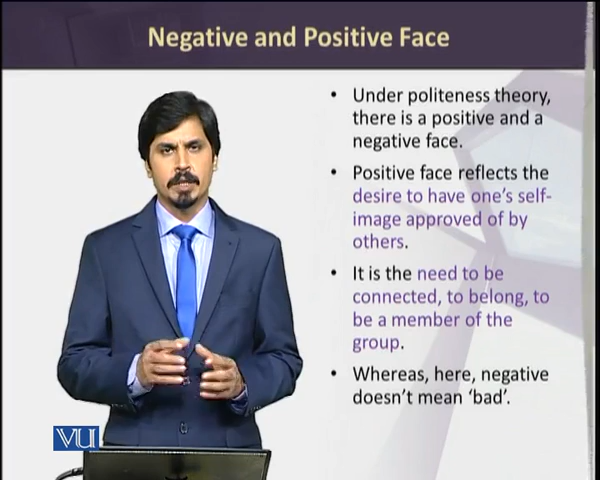 Negative and Positive Face
• Under politeness theory,
there is a positive and a
negative face.
• Positive face reflects the
desire to have one's self-
image approved of by
others.
• It is the need to be
connected, to belong, to
be a member of the
group.
• Whereas, here, negative
doesn't mean 'bad'.
VU